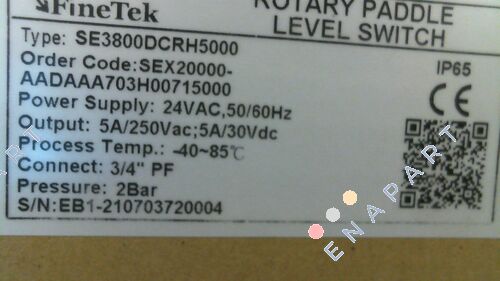 FineTek
ROTARY PADDLE
LEVEL SWITCH
Type: SE3800DCRH5000
Order Code:SEX20000-
AADAAA703H00715000
Power Supply: 24VAC,50/60Hz
Output: 5A/250Vac;5A/30Vdc
Process Temp.: -40~85℃
Connect: 3/4" PF
Pressure: 2Bar
S/N:EB1-210703720004
IP65
CE
ENAPART
ENAPART